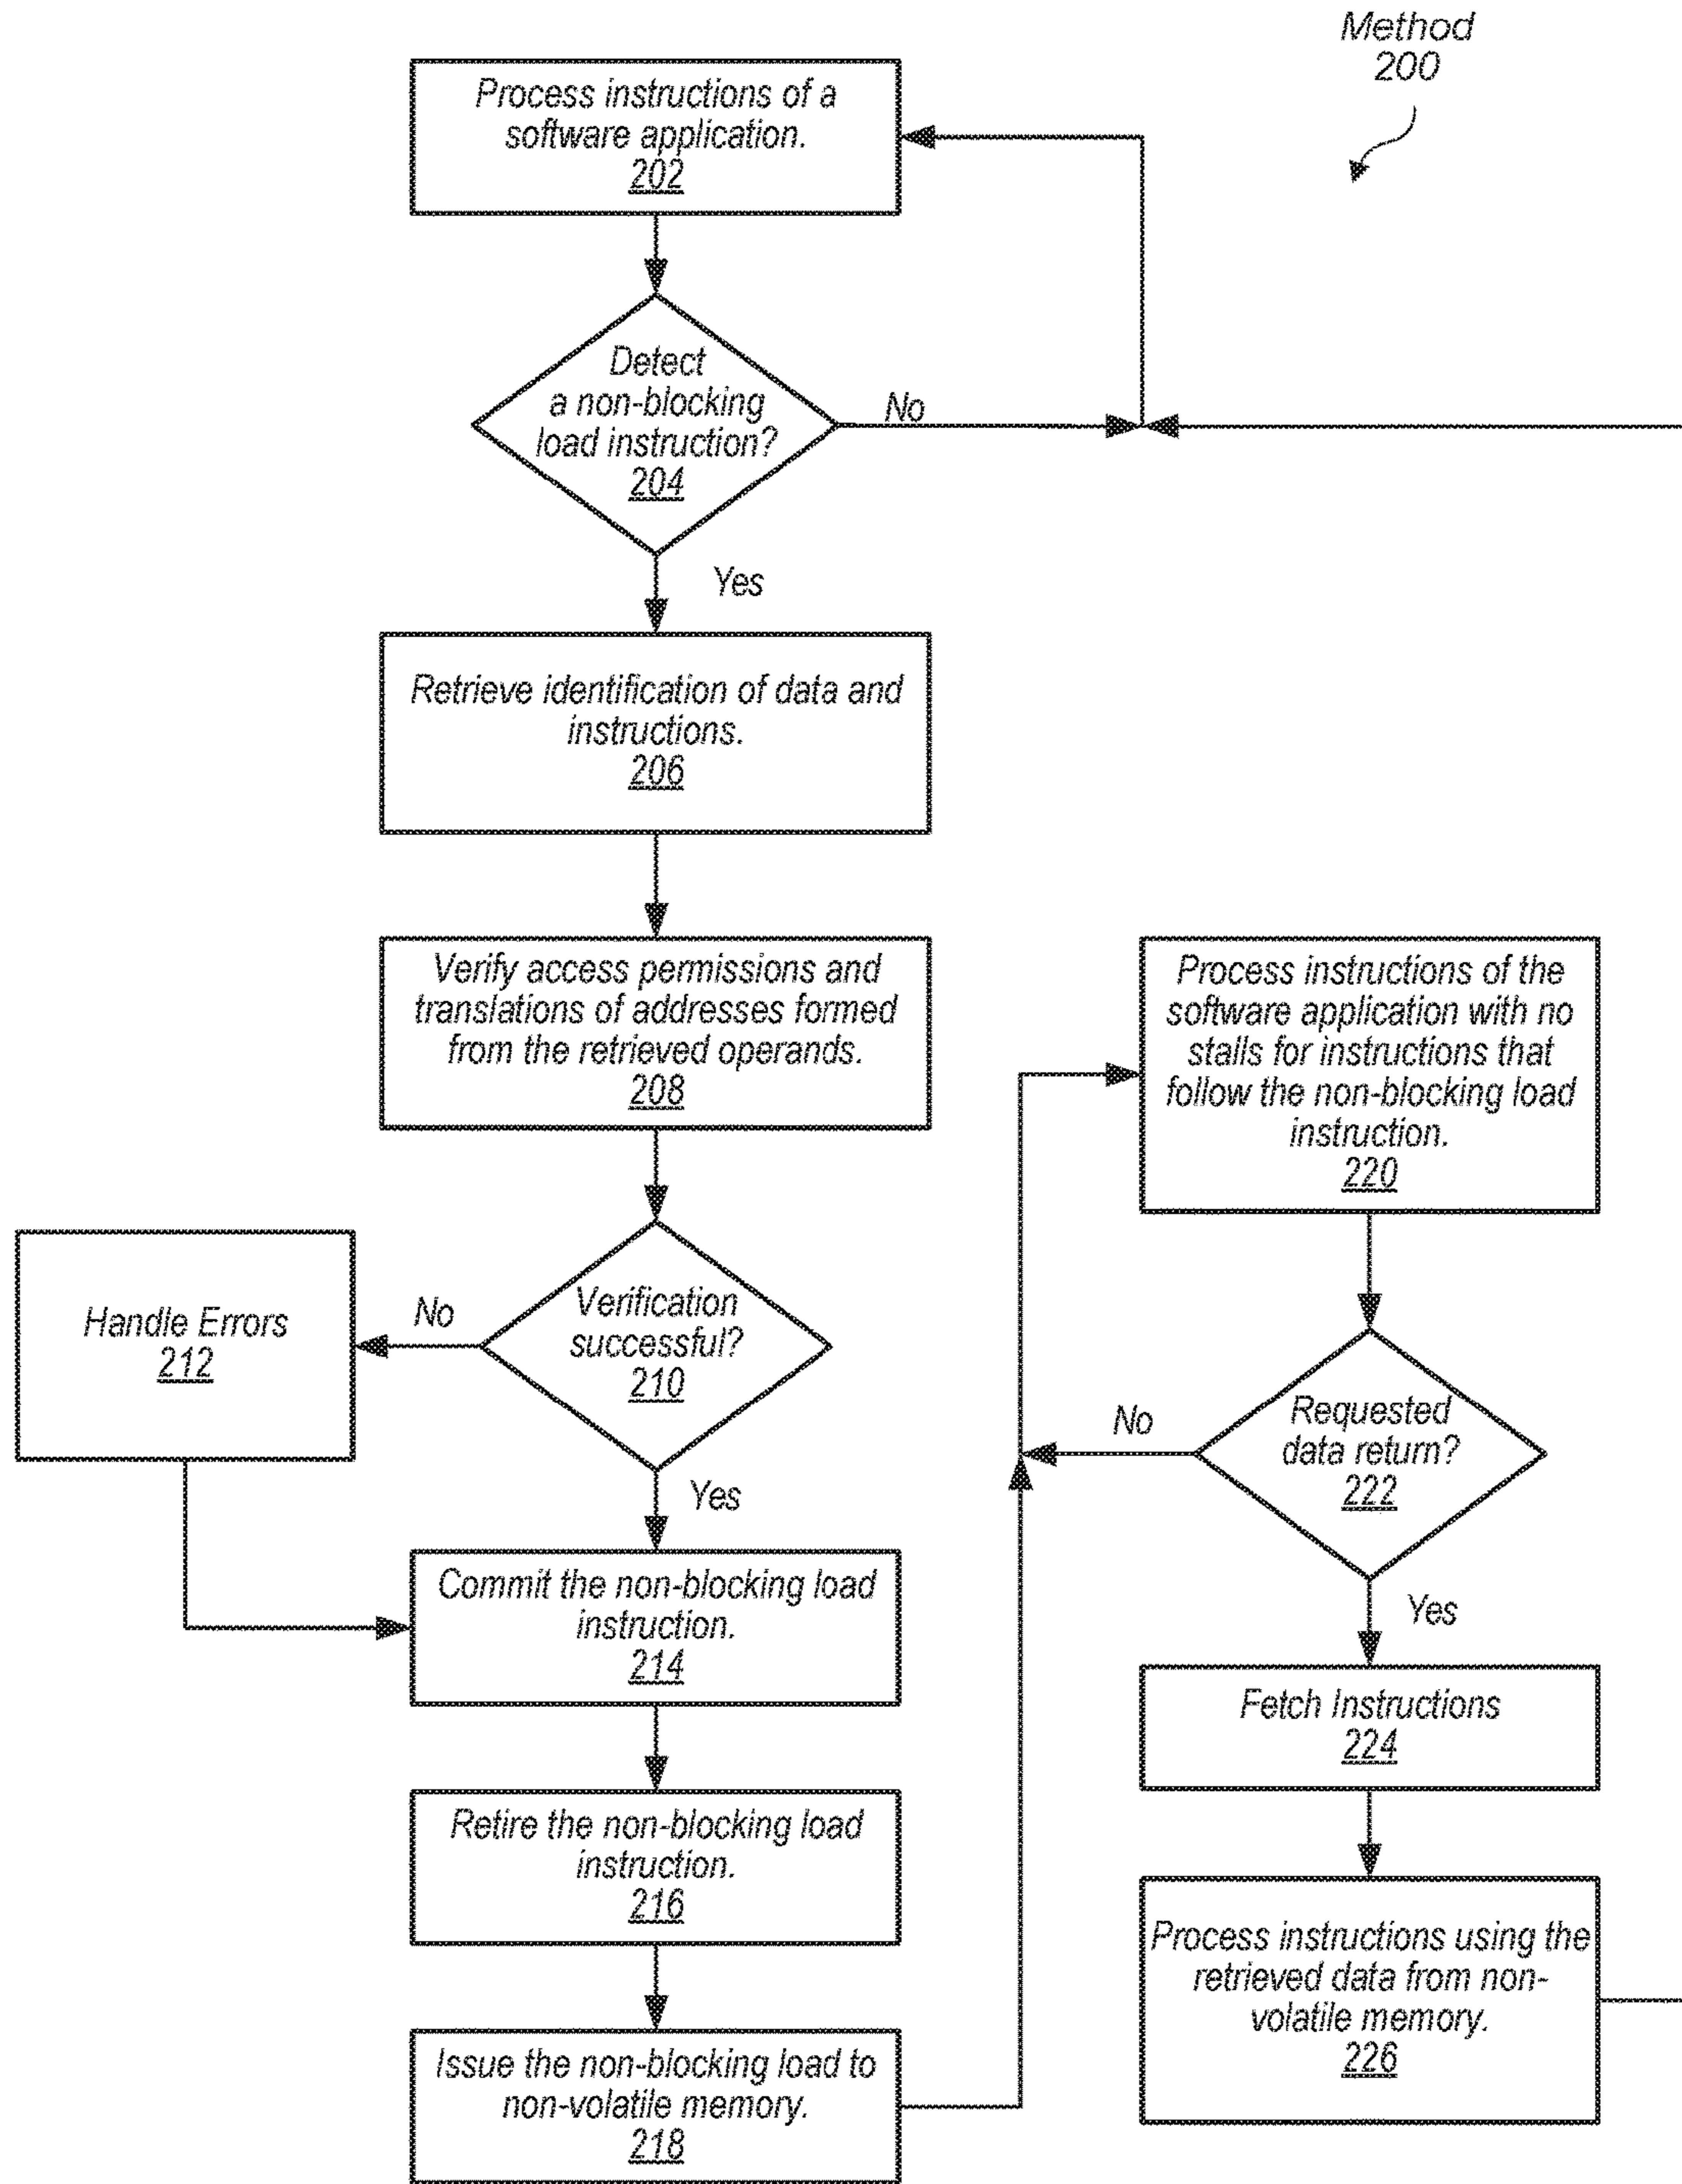 Method
200
Process instructions of a
software application.
202
Detect
a non-blocking
load instruction?
204
No
Yes
Retrieve identification of data and
instructions.
206
Verify access permissions and
translations of addresses formed
from the retrieved operands.
208
Verification
successful?
210
No
Handle Errors
212
Yes
Commit the non-blocking load
instruction.
214
Retire the non-blocking load
instruction.
216
Issue the non-blocking load to
non-volatile memory.
218
Process instructions of the
software application with no
stalls for instructions that
follow the non-blocking load
instruction.
220
Requested
data return?
222
No
Yes
Fetch Instructions
224
Process instructions using the
retrieved data from non-
volatile memory.
226